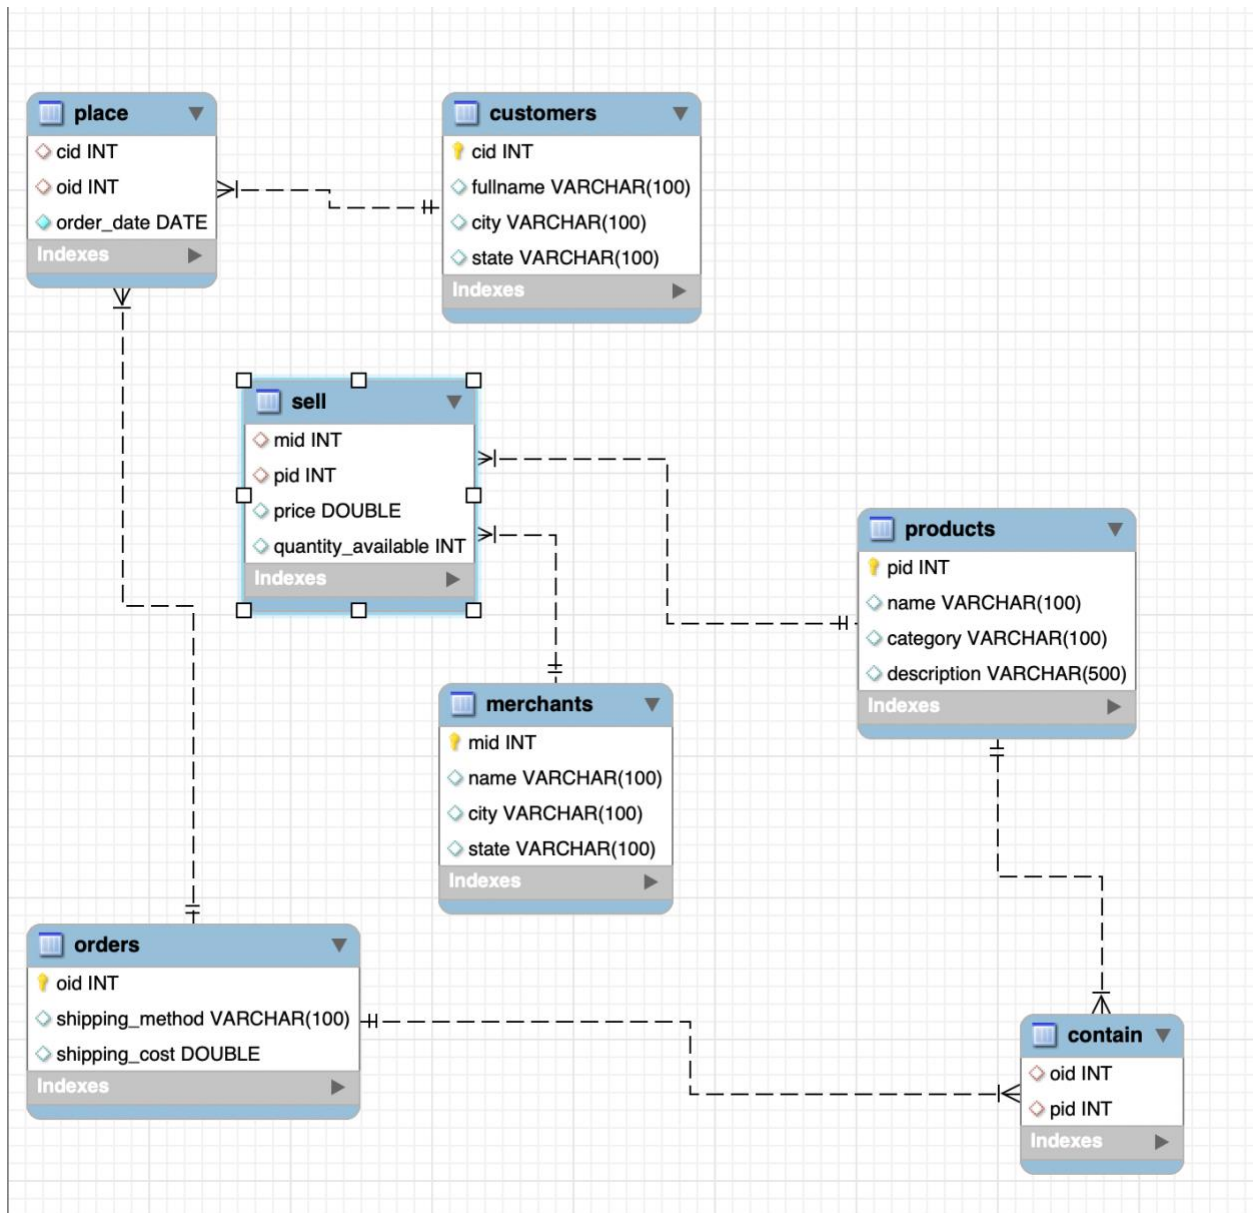 place
cid INT
oid INT
order_date DATE
Indexes
customers
cid INT
fullname VARCHAR(100)
city VARCHAR(100)
state VARCHAR(100)
Indexes
sell
mid INT
pid INT
price DOUBLE
quantity_available INT
Indexes
products
pid INT
name VARCHAR(100)
category VARCHAR(100)
description VARCHAR(500)
Indexes
merchants
mid INT
name VARCHAR(100)
city VARCHAR(100)
state VARCHAR(100)
Indexes
orders
oid INT
shipping_method VARCHAR(100)
shipping_cost DOUBLE
Indexes
contain
oid INT
pid INT
Indexes